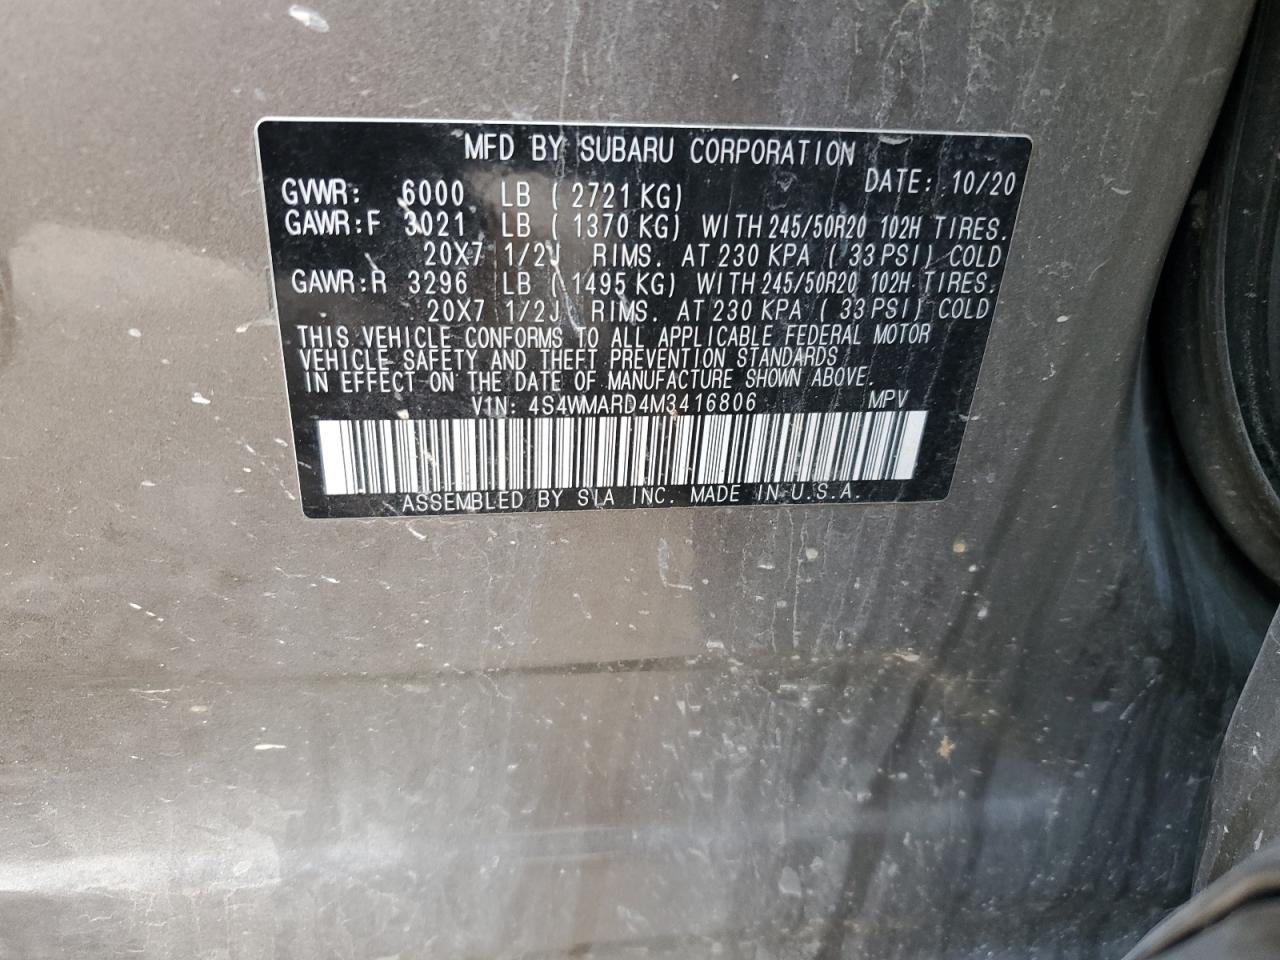 MFD BY SUBARU CORPORATION
GVWR: 6000 LB ( 2721 KG) DATE: 10/20
GAWR:F 3021 LB ( 1370 KG) WITH 245/50R20 102H TIRES.
20X7 1/2J RIMS. AT 230 KPA ( 33 PSI) COLD
GAWR:R 3296 LB ( 1495 KG) WITH 245/50R20 102H TIRES.
20X7 1/2J RIMS. AT 230 KPA ( 33 PSI) COLD
THIS VEHICLE CONFORMS TO ALL APPLICABLE FEDERAL MOTOR
VEHICLE SAFETY AND THEFT PREVENTION STANDARDS
IN EFFECT ON THE DATE OF MANUFACTURE SHOWN ABOVE.
VIN: 4S4WMARD4M3416806 MPV
ASSEMBLED BY SIA INC. MADE IN U.S.A.